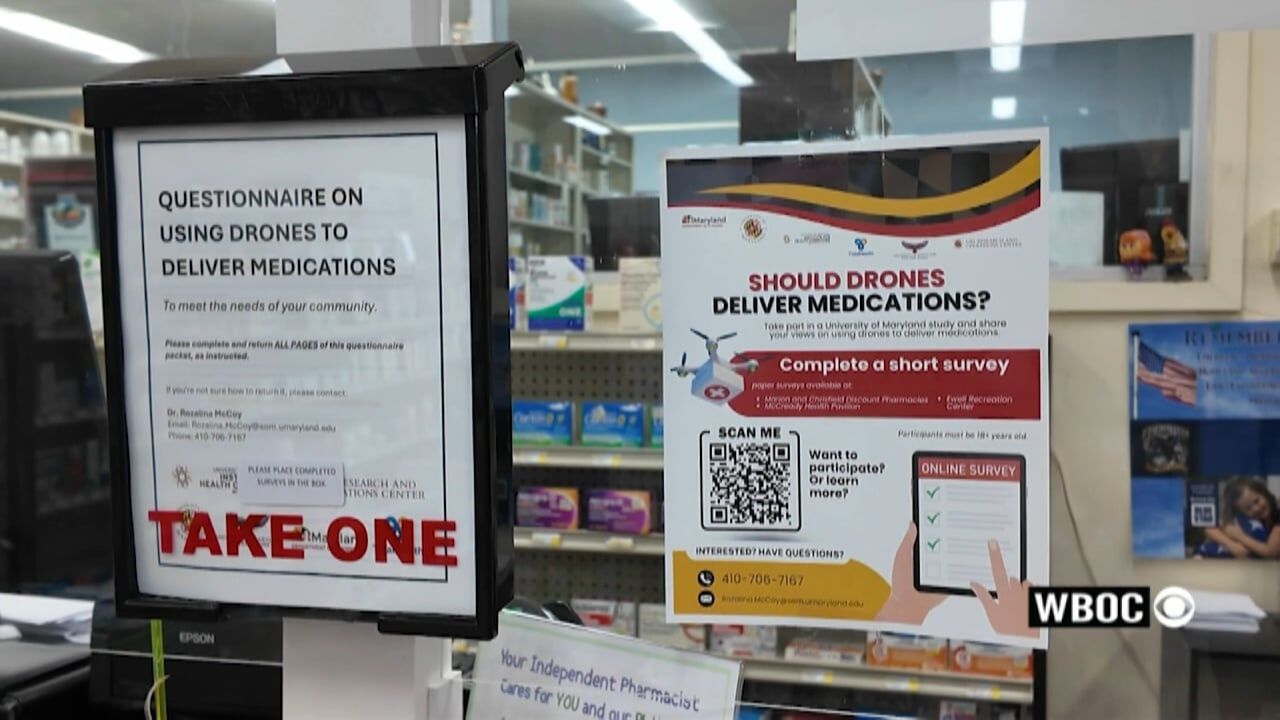 QUESTIONNAIRE ON
USING DRONES TO
DELIVER MEDICATIONS
To meet the needs of your community.
Please complete and return ALL PAGES of this questionnaire
packet, as instructed.
If you're not sure how to return it, please contact:
Dr. Rozalina McCoy
Email: Rozalina.McCoy@som.umaryland.edu
Phone: 410-706-7167
HEALTH
PLEASE PLACE COMPLETED
SURVEYS IN THE BOX
TAKE ONE
EPSON
SHOULD DRONES
DELIVER MEDICATIONS?
Take part in a University of Maryland study and share
your views on using drones to deliver medications.
Complete a short survey
paper surveys available at:
• Marion and Chrisfield Discount Pharmacies
• McCready Health Pavilion
• Ewell Recreation
Center
Participants must be 18+ years old.
SCAN ME
Want to
participate?
Or learn
more?
ONLINE SURVEY
INTERESTED? HAVE QUESTIONS?
410-706-7167
Rozalina.McCoy@som.umaryland.edu
Your Independent Pharmacist
Cares for YOU and our
REMEMBER
WBOC